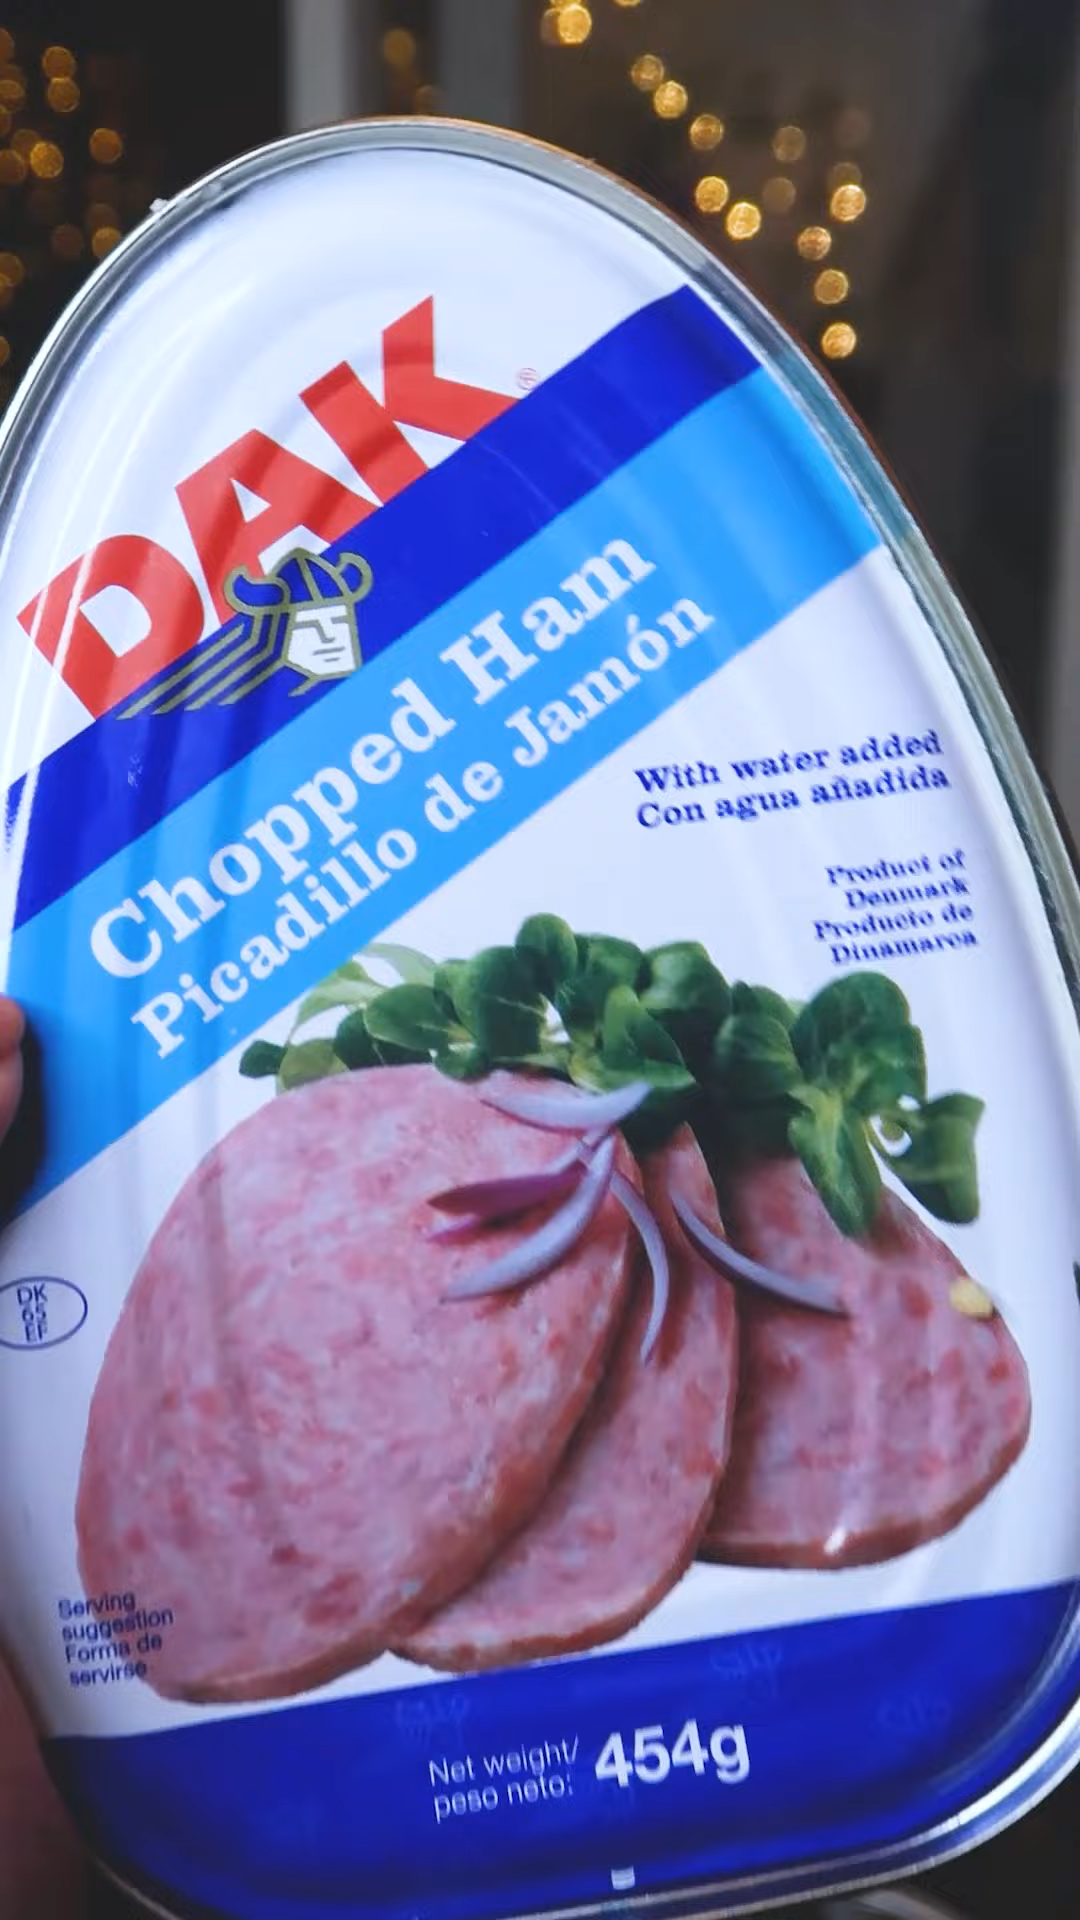 DAK®
Chopped Ham
Picadillo de Jamón
With water added
Con agua añadida
Product of
Denmark
Producto de
Dinamarca
DK
65
EF
Serving
suggestion
Forma de
servirse
Net weight/
peso neto: 454g